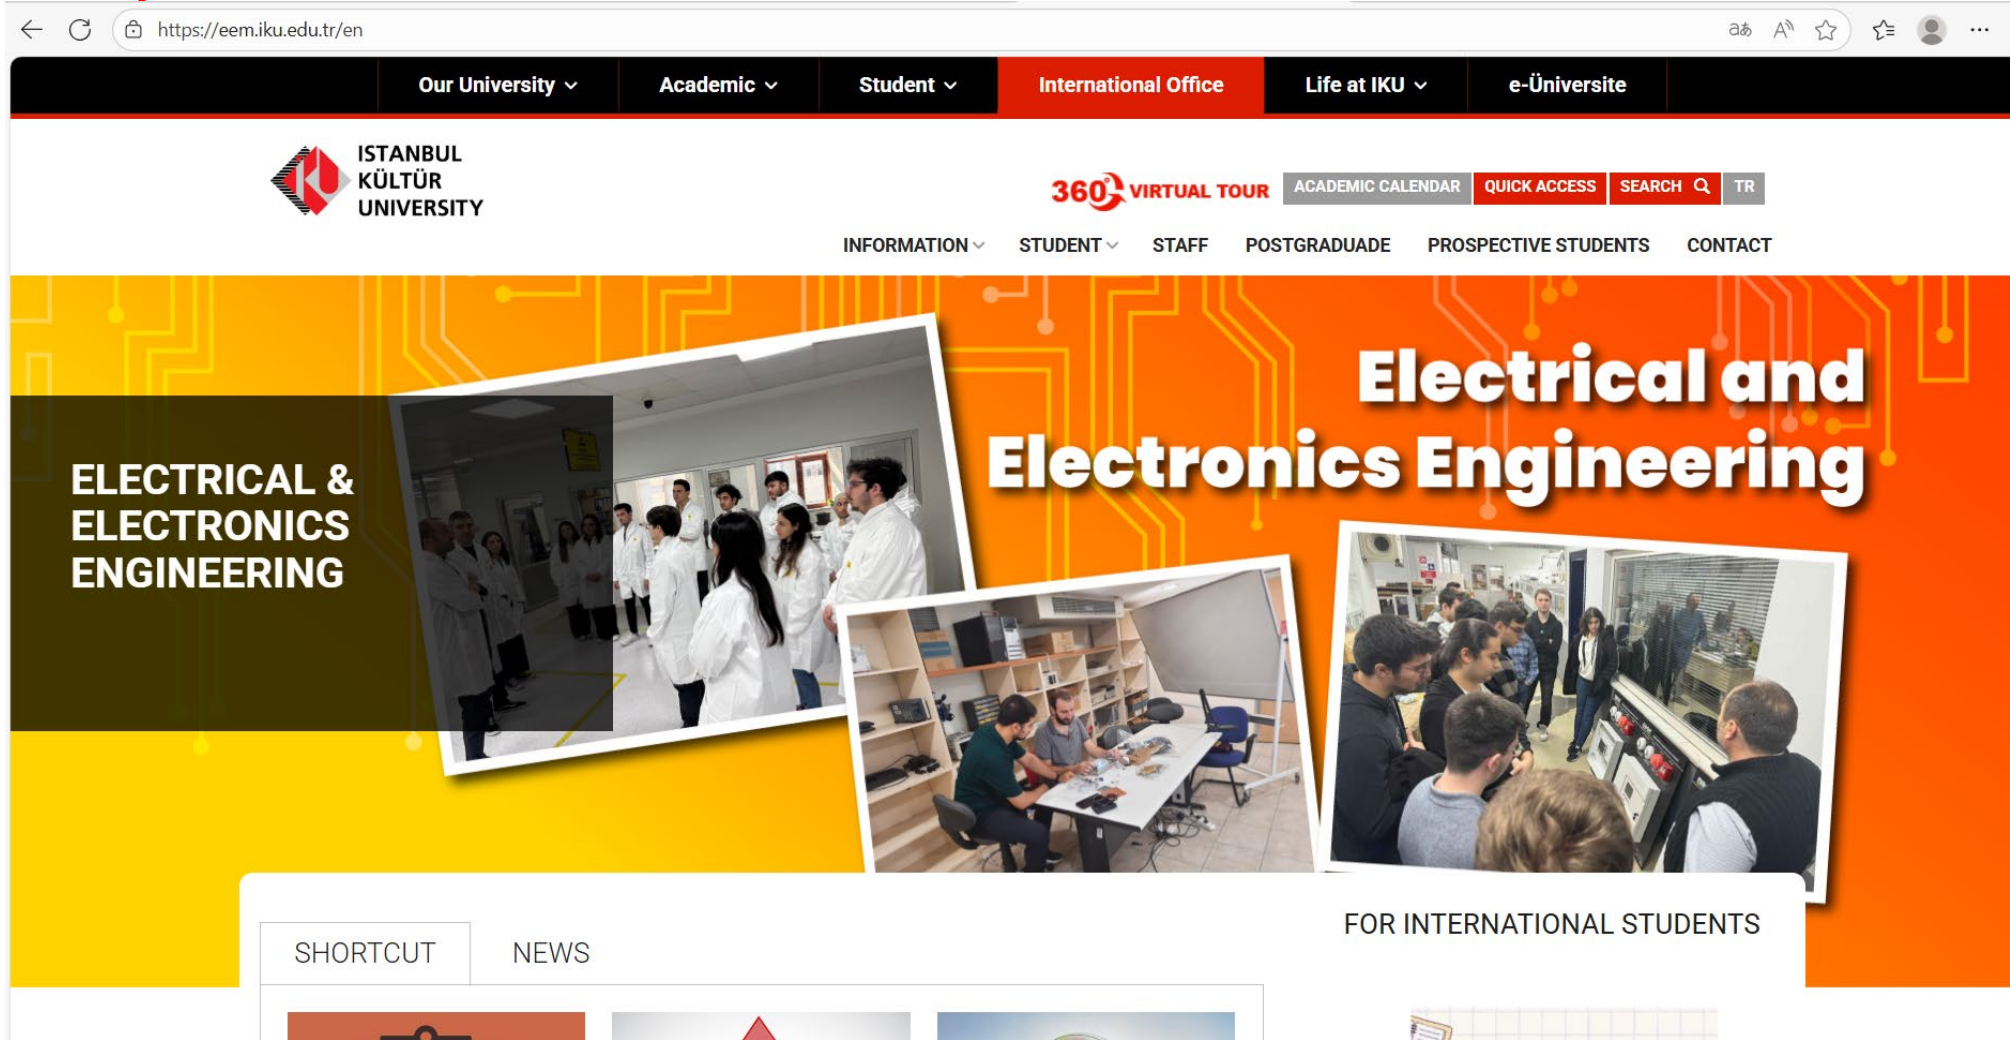 https://eem.iku.edu.tr/en
Our University
Academic
Student
International Office
Life at IKU
e-Üniversite
ISTANBUL
KÜLTÜR
UNIVERSITY
360° VIRTUAL TOUR
ACADEMIC CALENDAR
QUICK ACCESS
SEARCH
TR
INFORMATION
STUDENT
STAFF
POSTGRADUADE
PROSPECTIVE STUDENTS
CONTACT
ELECTRICAL &
ELECTRONICS
ENGINEERING
Electrical and
Electronics Engineering
SHORTCUT
NEWS
FOR INTERNATIONAL STUDENTS